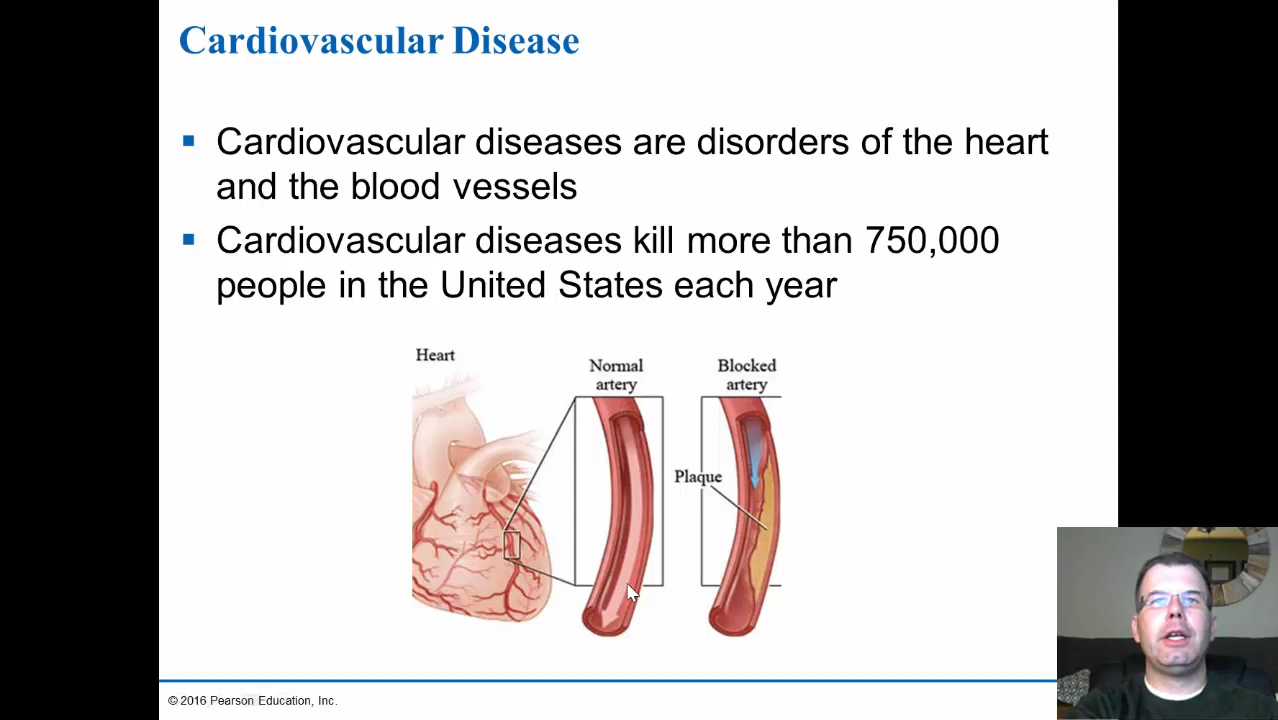 Cardiovascular Disease
Cardiovascular diseases are disorders of the heart
and the blood vessels
Cardiovascular diseases kill more than 750,000
people in the United States each year
Heart
Normal
artery
Blocked
artery
Plaque
© 2016 Pearson Education, Inc.